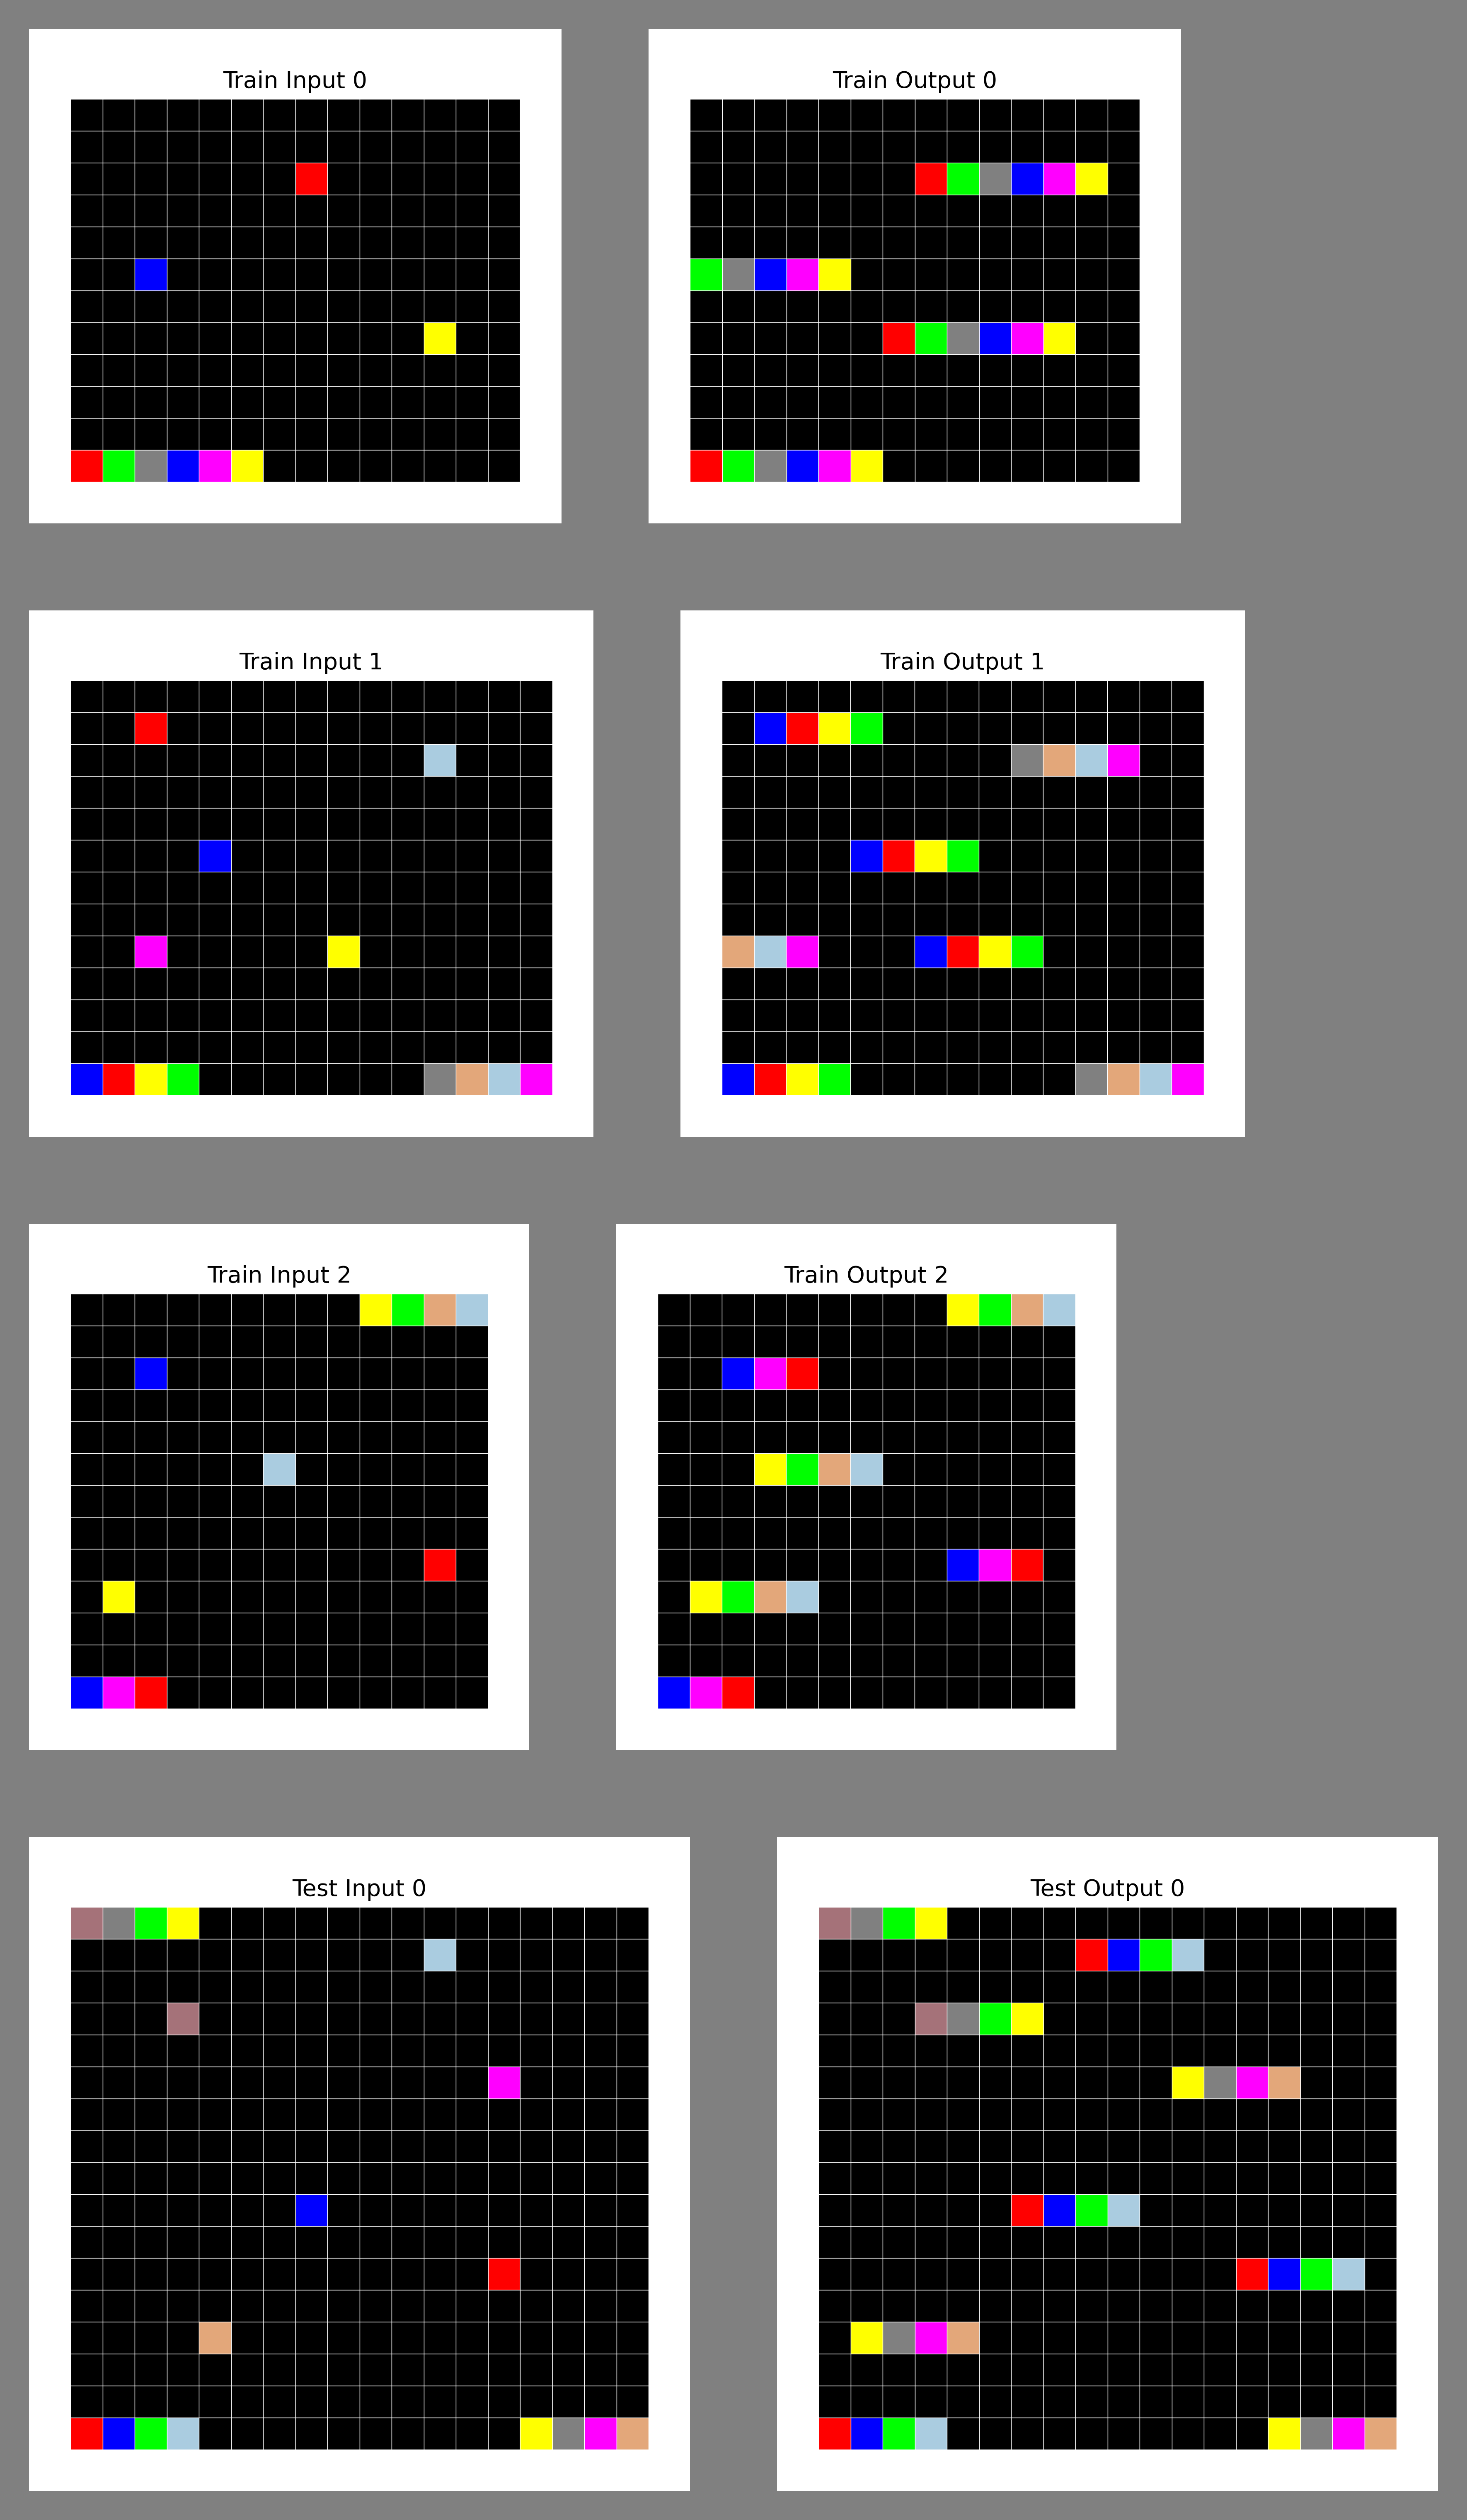 Train Input 0
Train Output 0
Train Input 1
Train Output 1
Train Input 2
Train Output 2
Test Input 0
Test Output 0